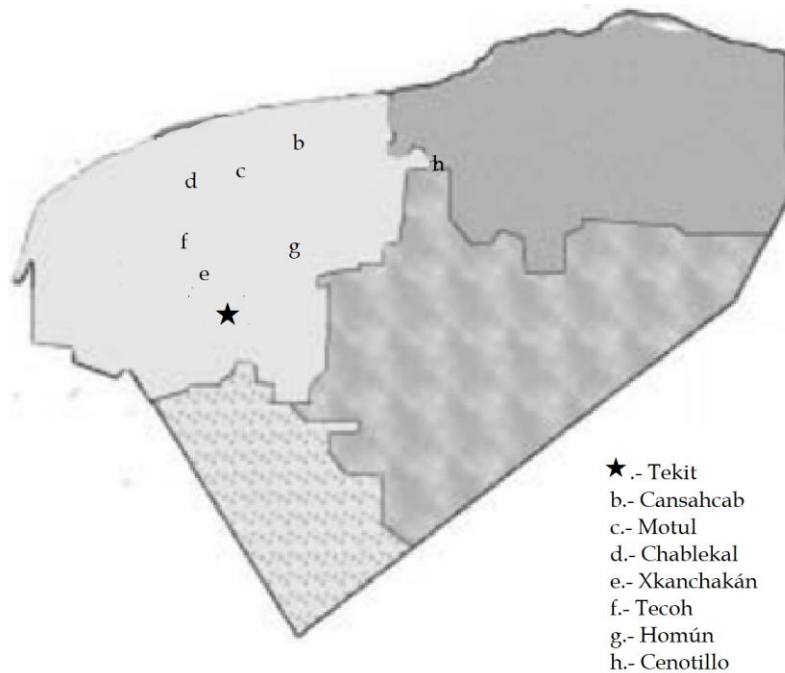 b
c
d
h
f
g
e
★ .- Tekit
b.- Cansahcab
c.- Motul
d.- Chablekal
e.- Xkanchakán
f.- Tecoh
g.- Homún
h.- Cenotillo